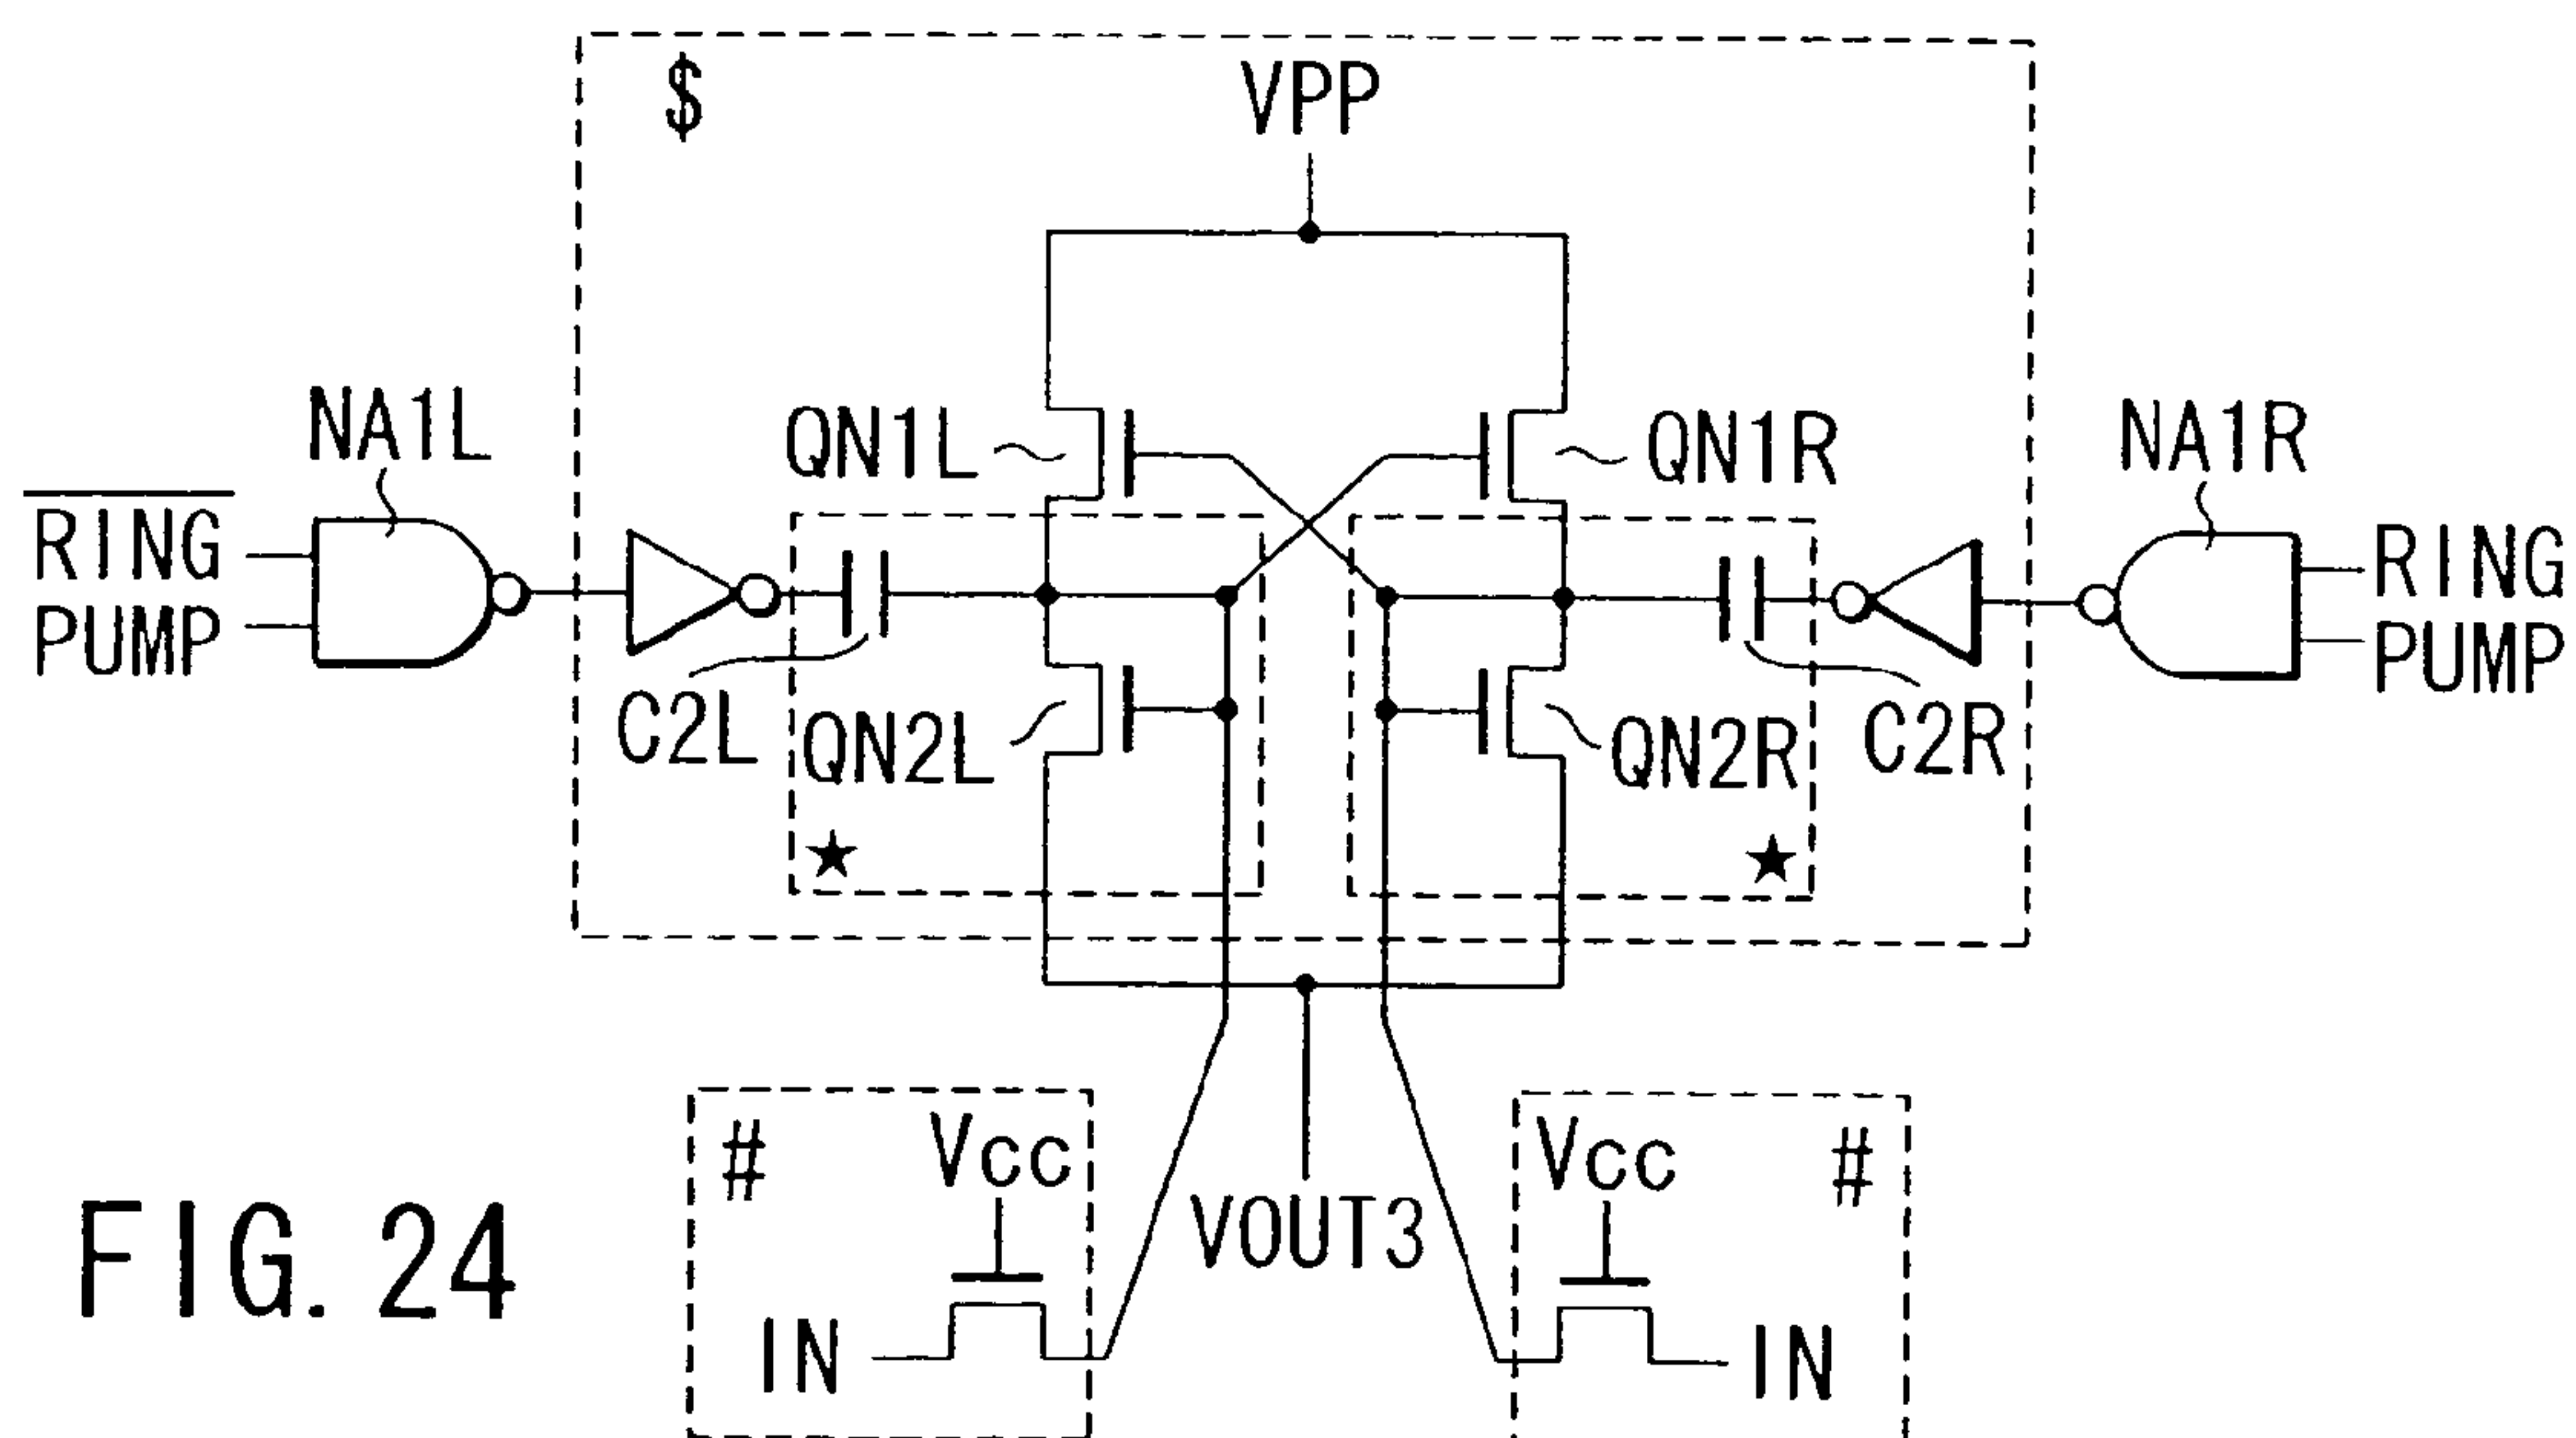 $
VPP
NA1L
QN1L
QN1R
NA1R
R̅I̅N̅G̅
PUMP
RING
PUMP
C2L
QN2L
QN2R
C2R
★
★
#
Vcc
Vcc
#
VOUT3
IN
IN
FIG. 24